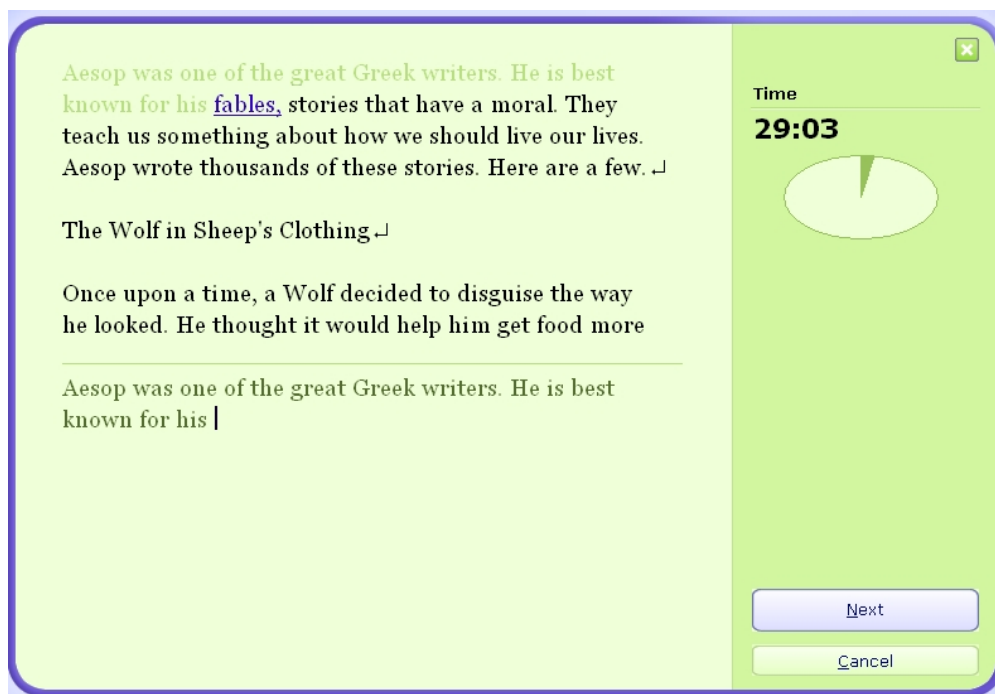 Aesop was one of the great Greek writers. He is best
known for his fables, stories that have a moral. They
teach us something about how we should live our lives.
Aesop wrote thousands of these stories. Here are a few.↵
The Wolf in Sheep's Clothing↵
Once upon a time, a Wolf decided to disguise the way
he looked. He thought it would help him get food more
Aesop was one of the great Greek writers. He is best
known for his
Time
29:03
Next
Cancel